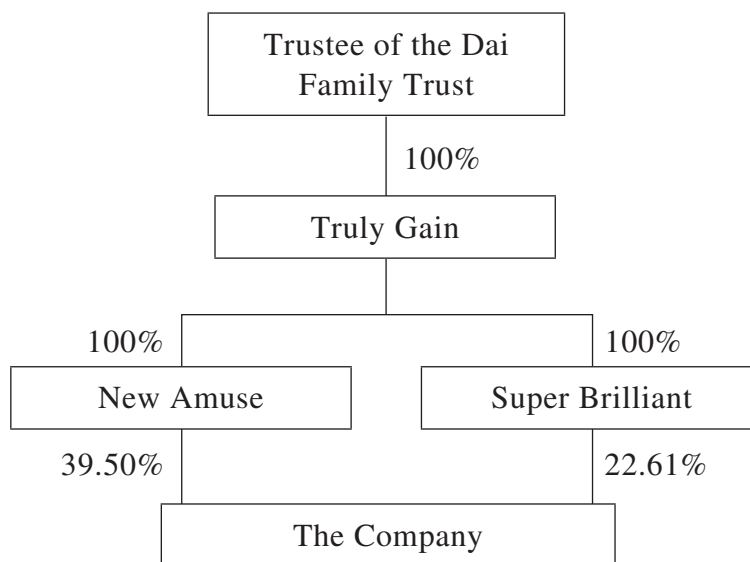 Trustee of the Dai
Family Trust
100%
Truly Gain
100%
100%
New Amuse
Super Brilliant
39.50%
22.61%
The Company